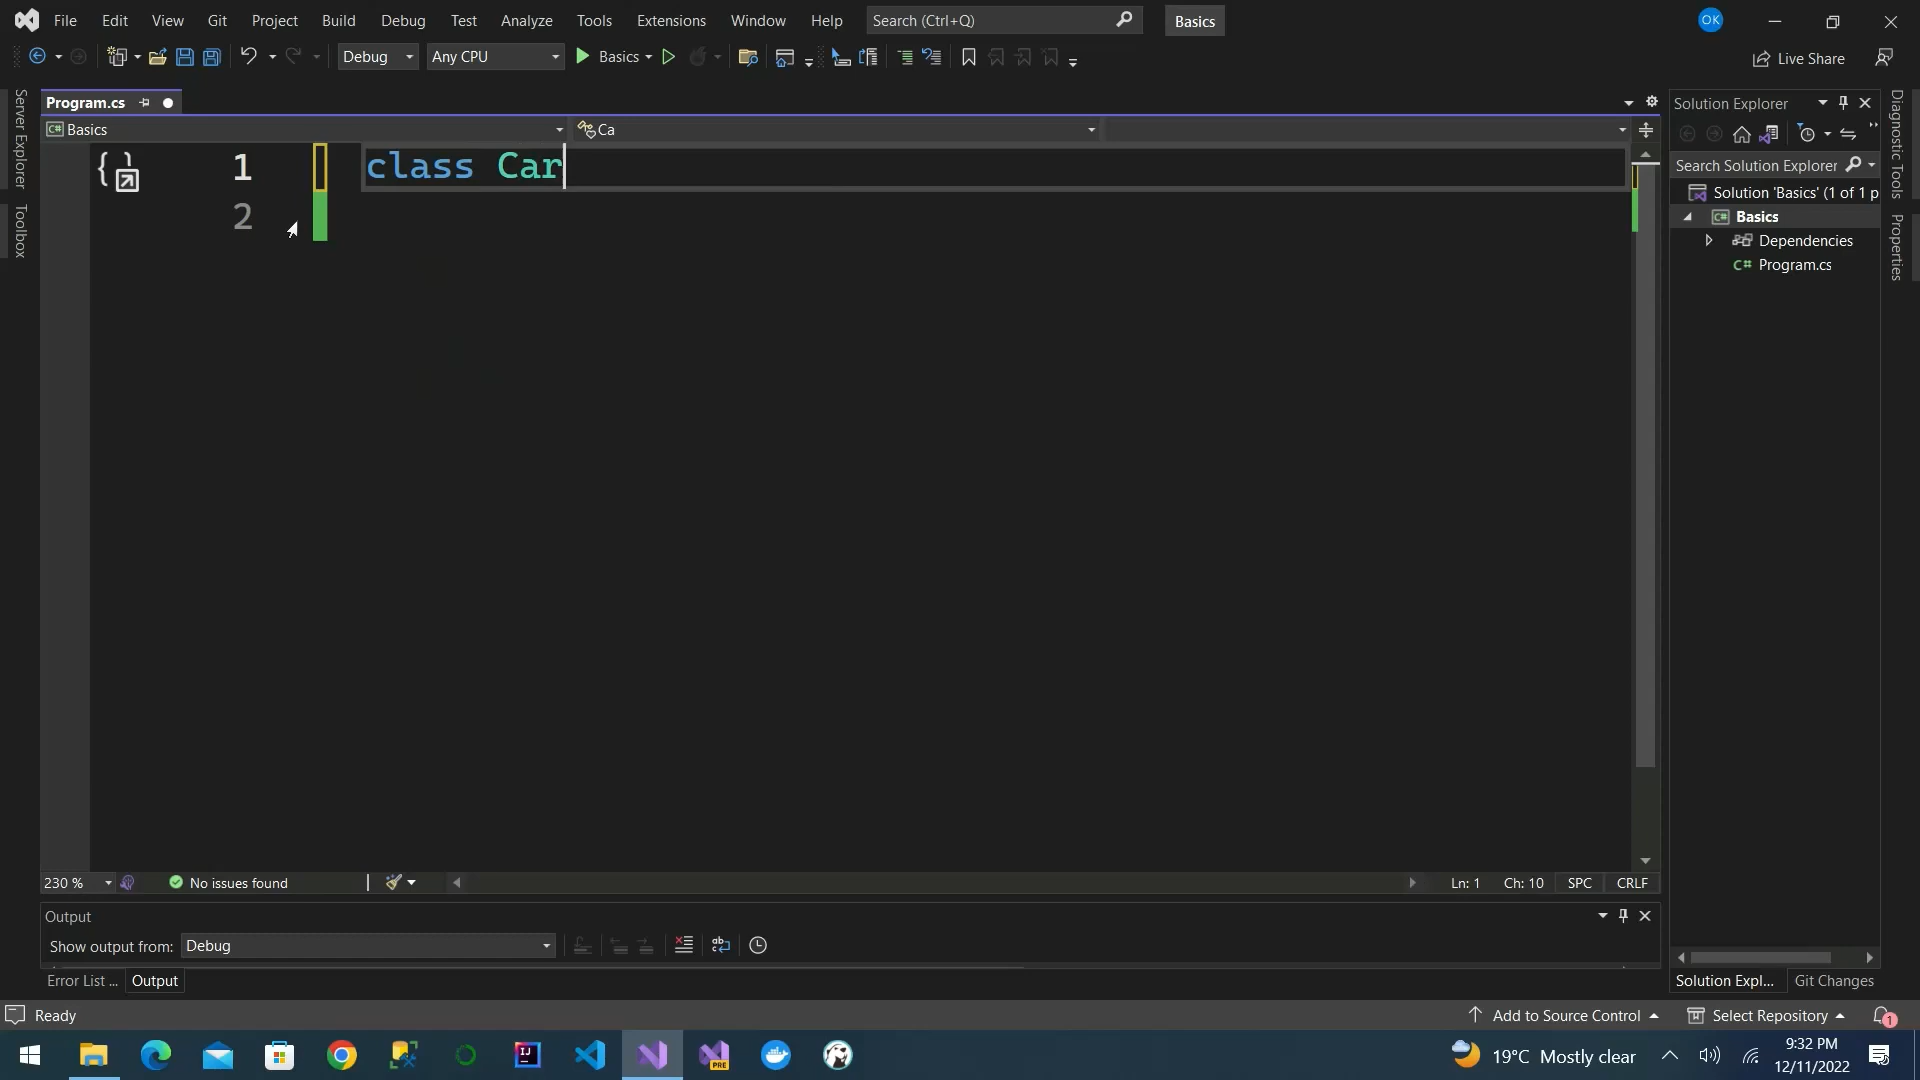 File Edit View Git Project Build Debug Test Analyze Tools Extensions Window Help Search (Ctrl+Q) Basics OK
Debug Any CPU Basics Live Share
Server Explorer
Toolbox
Program.cs
Basics Ca
1 class Car
2
230 % No issues found Ln: 1 Ch: 10 SPC CRLF
Output
Show output from: Debug
Error List ... Output
Solution Explorer
Search Solution Explorer
Solution 'Basics' (1 of 1 p
C# Basics
Dependencies
C# Program.cs
Solution Expl... Git Changes
Diagnostic Tools
Properties
Ready Add to Source Control Select Repository 1
IJ PRE
19°C Mostly clear 9:32 PM
12/11/2022